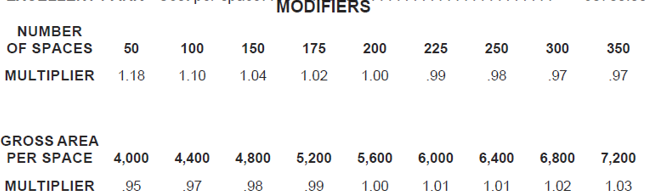 MODIFIERS
NUMBER
OF SPACES 50 100 150 175 200 225 250 300 350
MULTIPLIER 1.18 1.10 1.04 1.02 1.00 .99 .98 .97 .97
GROSS AREA
PER SPACE 4,000 4,400 4,800 5,200 5,600 6,000 6,400 6,800 7,200
MULTIPLIER .95 .97 .98 .99 1.00 1.01 1.01 1.02 1.03